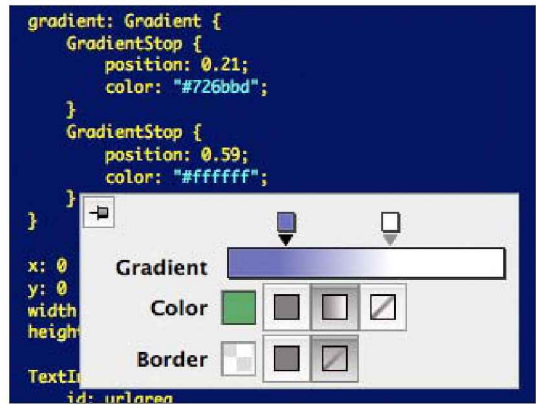 gradient: Gradient {
GradientStop {
position: 0.21;
color: "#726bbd";
}
GradientStop {
position: 0.59;
color: "#ffffff";
}
}
x: 0
y: 0
width
height
TextIn
id: urlarea
Gradient
Color
Border